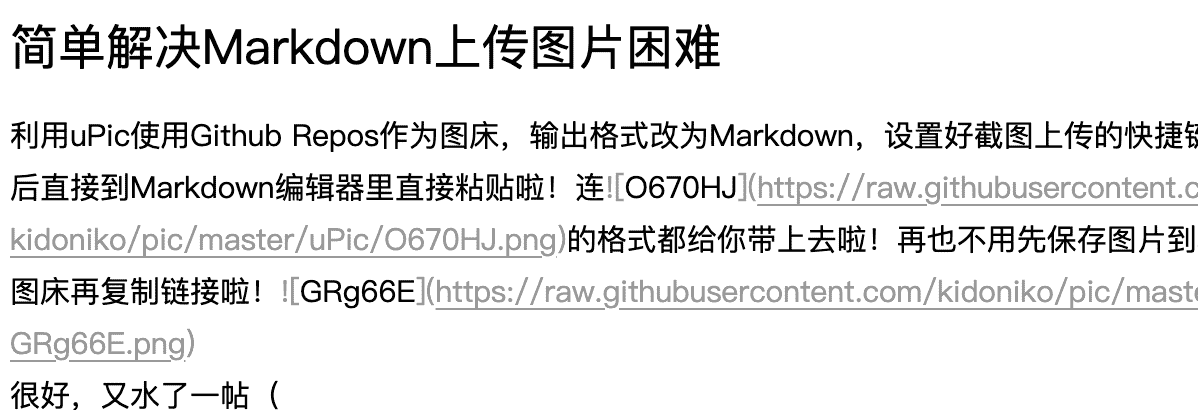 简单解决Markdown上传图片困难
利用uPic使用Github Repos作为图床，输出格式改为Markdown，设置好截图上传的快捷
后直接到Markdown编辑器里直接粘贴啦！连![O670HJ](https://raw.githubusercontent.c
kidoniko/pic/master/uPic/O670HJ.png)的格式都给你带上去啦！再也不用先保存图片到
图床再复制链接啦！![GRg66E](https://raw.githubusercontent.com/kidoniko/pic/mast
GRg66E.png)
很好，又水了一帖（